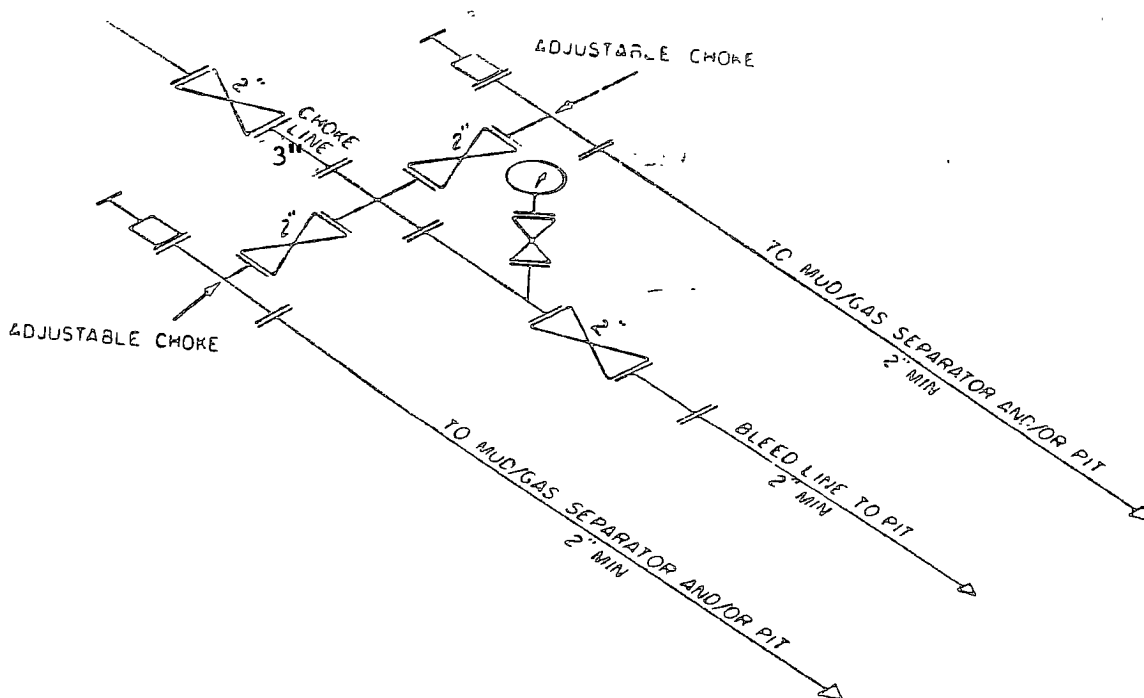 ADJUSTABLE CHOKE
2"
CHOKE
LINE
3"
2"
P
2"
ADJUSTABLE CHOKE
2"
TO MUD/GAS SEPARATOR AND/OR PIT
2" MIN
BLEED LINE TO PIT
2" MIN
TO MUD/GAS SEPARATOR AND/OR PIT
2" MIN